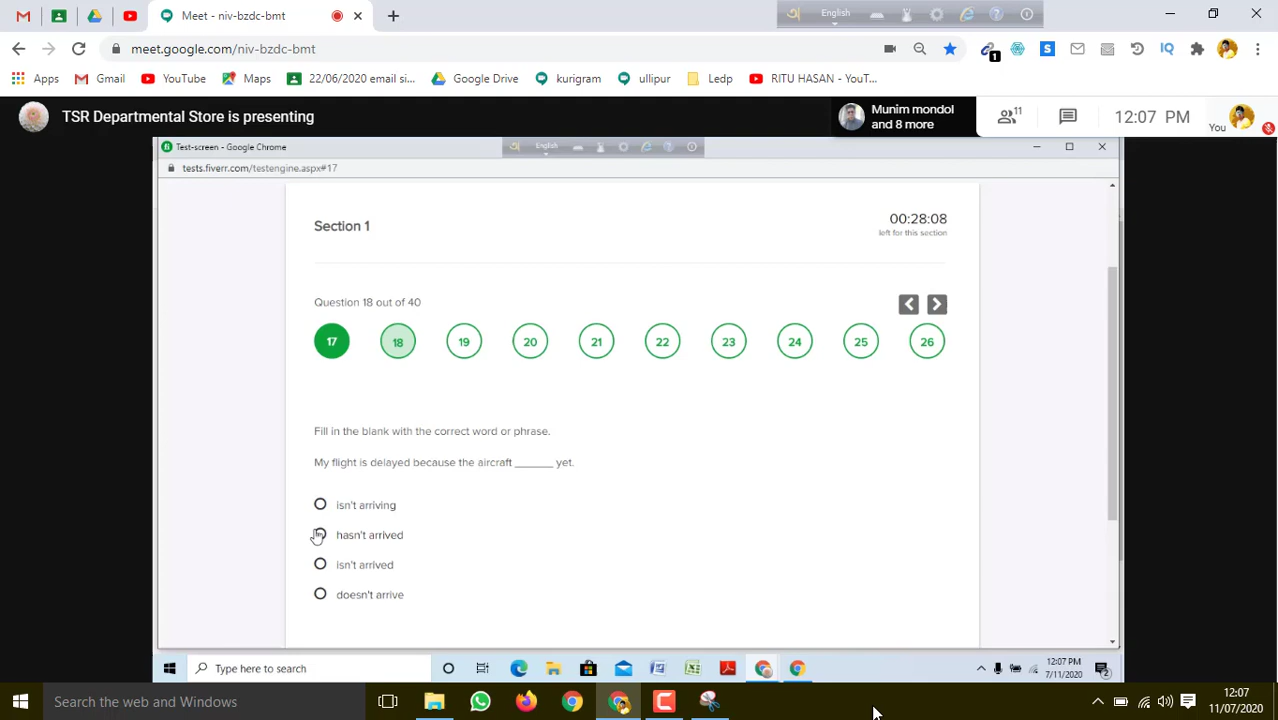 Meet - niv-bzdc-bmt
English
meet.google.com/niv-bzdc-bmt
1
S
IQ
Apps
Gmail
YouTube
Maps
22/06/2020 email si...
Google Drive
kurigram
ullipur
Ledp
RITU HASAN - YouT...
TSR Departmental Store is presenting
Munim mondol
and 8 more
11
12:07 PM
You
Test-screen - Google Chrome
English
tests.fiverr.com/testengine.aspx#17
Section 1
00:28:08
left for this section
Question 18 out of 40
17 18 19 20 21 22 23 24 25 26
Fill in the blank with the correct word or phrase.
My flight is delayed because the aircraft _______ yet.
isn't arriving
hasn't arrived
isn't arrived
doesn't arrive
Type here to search
12:07 PM
7/11/2020
2
Search the web and Windows
12:07
11/07/2020